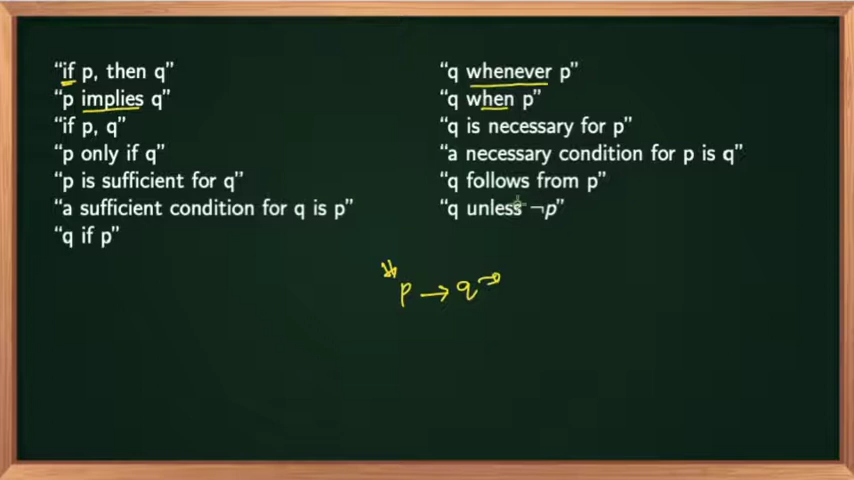 “if p, then q”
“p implies q”
“if p, q”
“p only if q”
“p is sufficient for q”
“a sufficient condition for q is p”
“q if p”
“q whenever p”
“q when p”
“q is necessary for p”
“a necessary condition for p is q”
“q follows from p”
“q unless ¬p”
p → q →